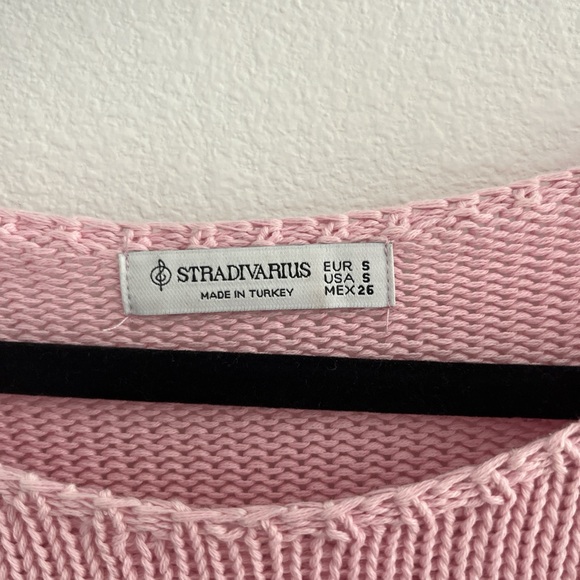 STRADIVARIUS
MADE IN TURKEY
EUR S
USA S
MEX 26